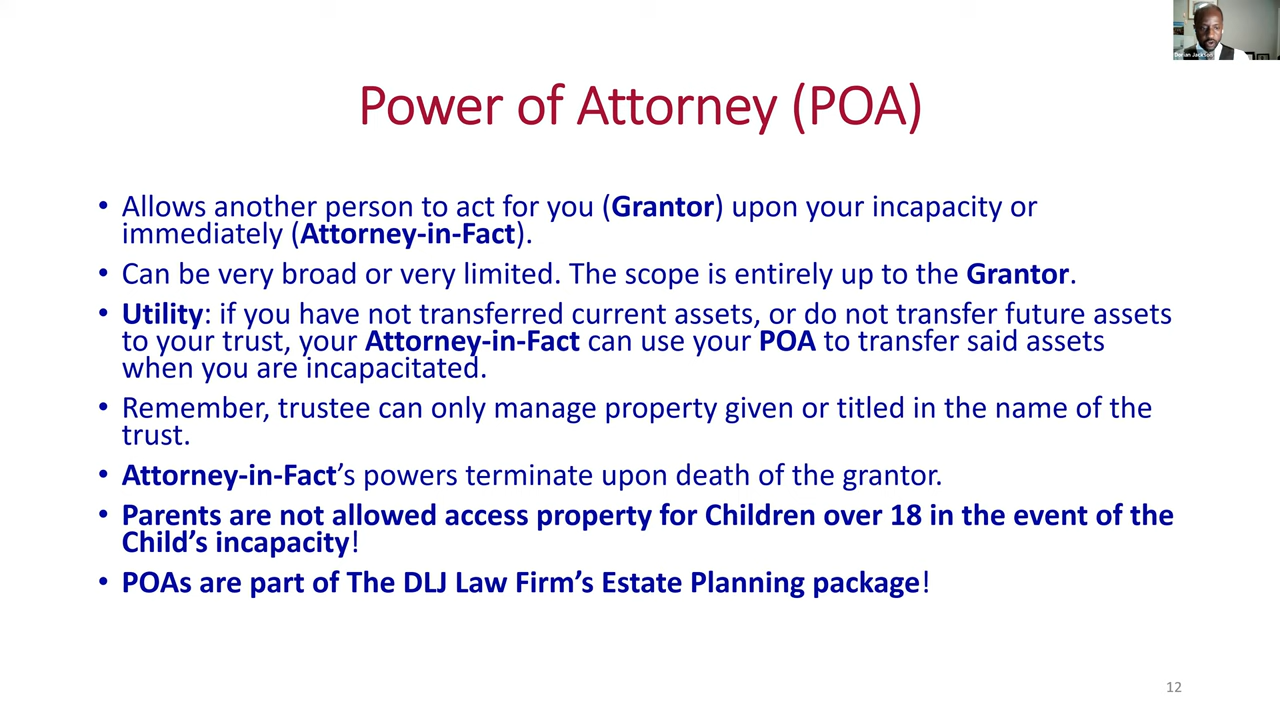 Dorian Jackson
Power of Attorney (POA)
• Allows another person to act for you (Grantor) upon your incapacity or
immediately (Attorney-in-Fact).
• Can be very broad or very limited. The scope is entirely up to the Grantor.
• Utility: if you have not transferred current assets, or do not transfer future assets
to your trust, your Attorney-in-Fact can use your POA to transfer said assets
when you are incapacitated.
• Remember, trustee can only manage property given or titled in the name of the
trust.
• Attorney-in-Fact’s powers terminate upon death of the grantor.
• Parents are not allowed access property for Children over 18 in the event of the
Child’s incapacity!
• POAs are part of The DLJ Law Firm’s Estate Planning package!
12